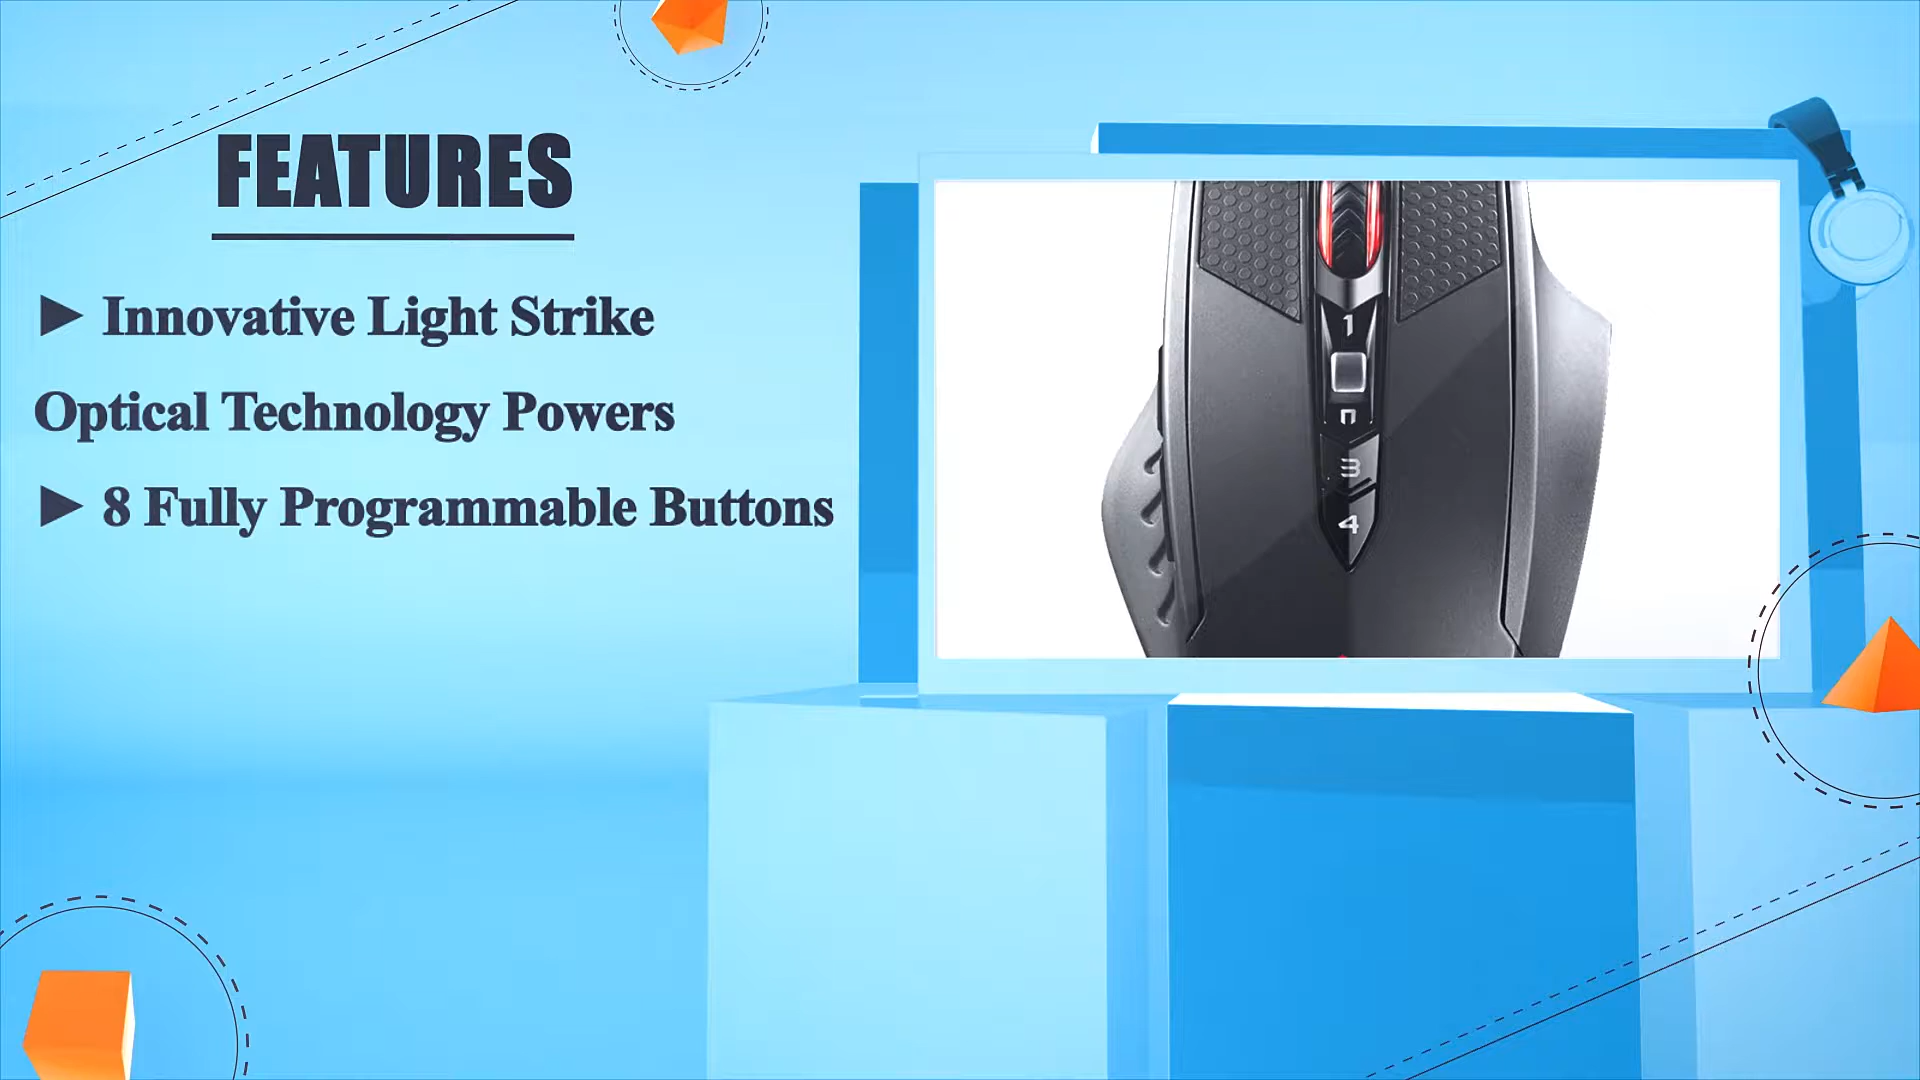 FEATURES
► Innovative Light Strike
Optical Technology Powers
► 8 Fully Programmable Buttons
1
n
3
4